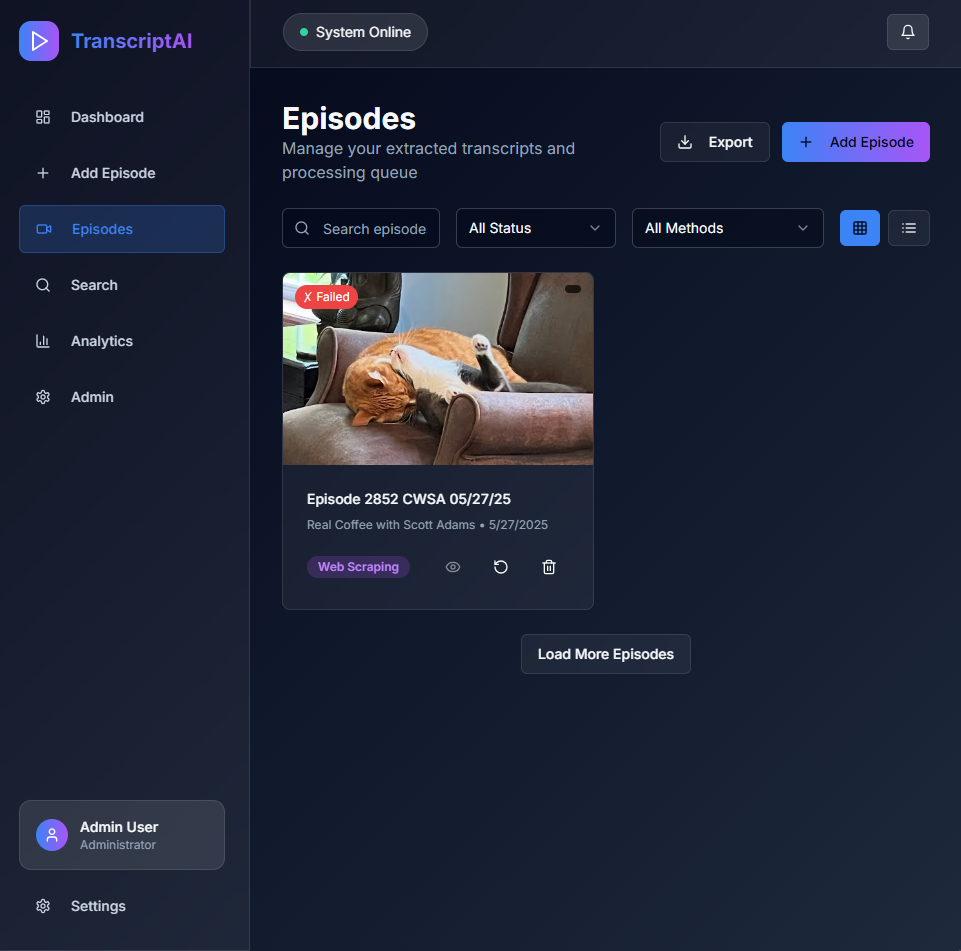 TranscriptAI
System Online
Dashboard
Add Episode
Episodes
Search
Analytics
Admin
Episodes
Manage your extracted transcripts and
processing queue
Export
Add Episode
Search episode
All Status
All Methods
X Failed
Episode 2852 CWSA 05/27/25
Real Coffee with Scott Adams • 5/27/2025
Web Scraping
Load More Episodes
Admin User
Administrator
Settings